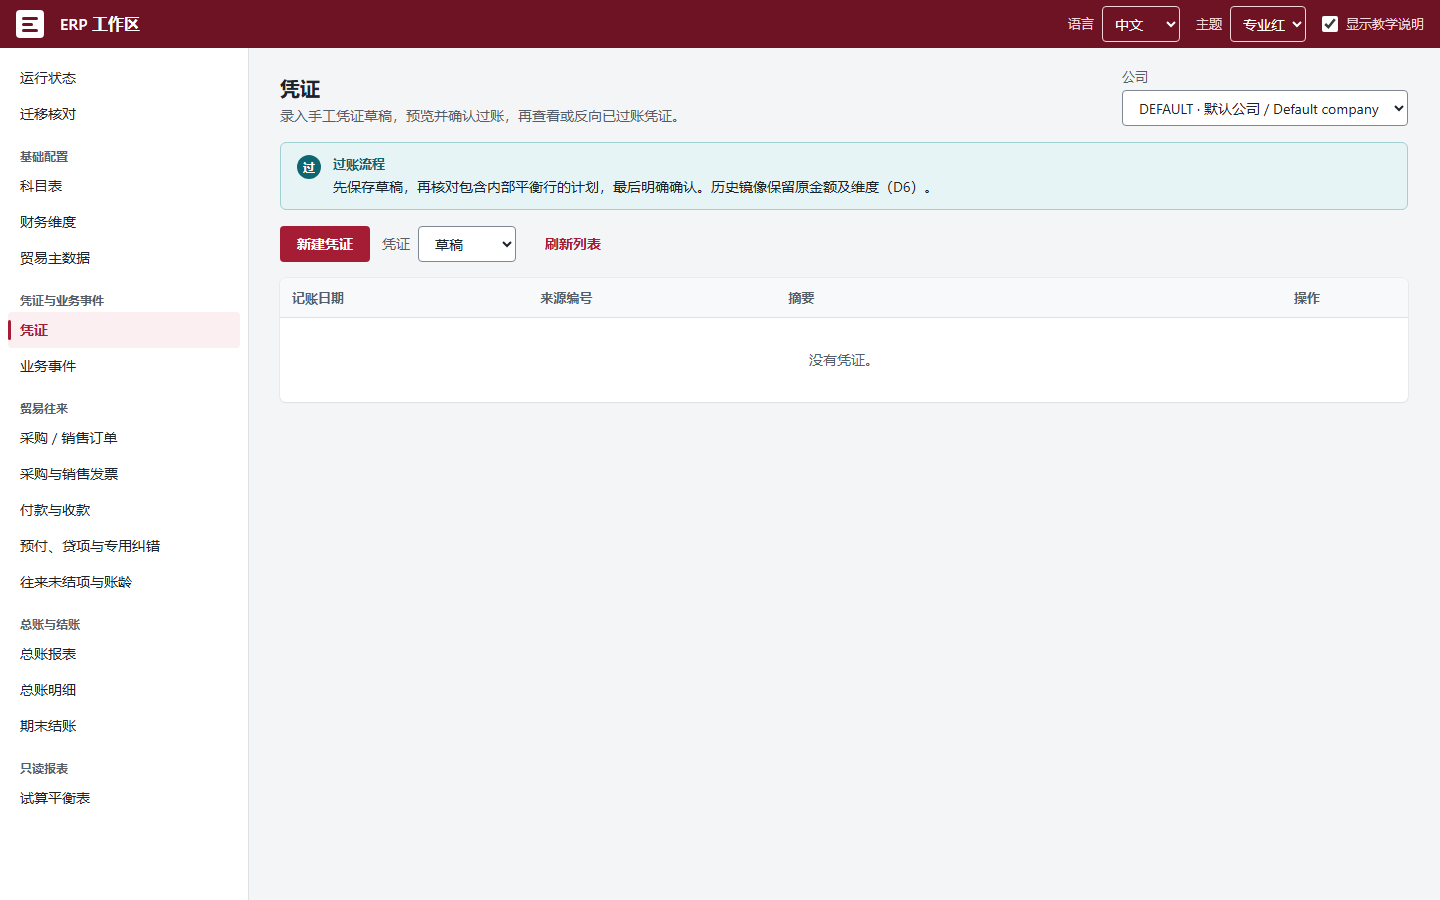 ERP 工作区
语言 中文 主题 专业红 显示教学说明
运行状态
迁移核对
基础配置
科目表
财务维度
贸易主数据
凭证与业务事件
凭证
业务事件
贸易往来
采购 / 销售订单
采购与销售发票
付款与收款
预付、贷项与专用纠错
往来未结项与账龄
总账与结账
总账报表
总账明细
期末结账
只读报表
试算平衡表
凭证
录入手工凭证草稿，预览并确认过账，再查看或反向已过账凭证。
公司
DEFAULT · 默认公司 / Default company
过 过账流程
先保存草稿，再核对包含内部平衡行的计划，最后明确确认。历史镜像保留原金额及维度（D6）。
新建凭证 凭证 草稿 刷新列表
记账日期 来源编号 摘要 操作
没有凭证。